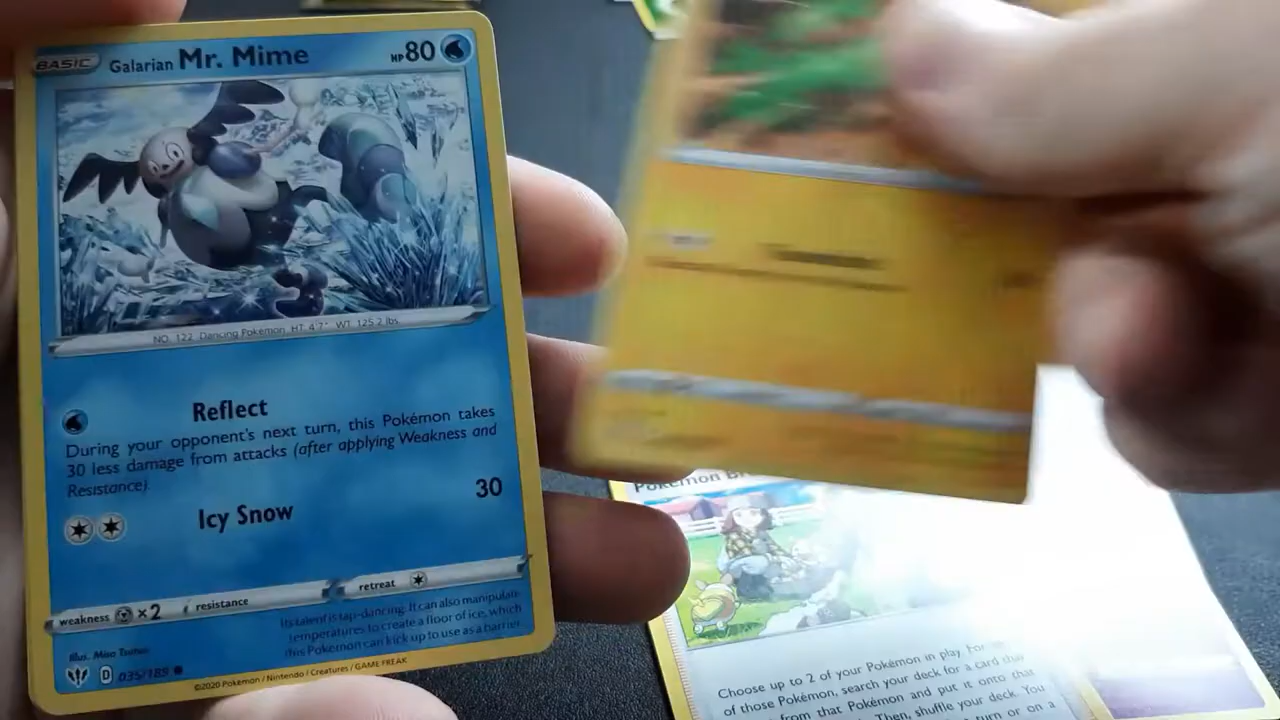 BASIC Galarian Mr. Mime HP 80
NO. 122 Dancing Pokémon HT: 4'7" WT: 125.2 lbs
Reflect
During your opponent's next turn, this Pokémon takes
30 less damage from attacks (after applying Weakness and
Resistance).
Icy Snow 30
weakness ×2 resistance retreat
Its talent is tap-dancing. It can also manipulate
temperatures to create a floor of ice, which
this Pokémon can kick up to use as a barrier.
Illus. Misa Tsutsui
D 035/189
©2020 Pokémon / Nintendo / Creatures / GAME FREAK
Pokémon
Choose up to 2 of your Pokémon in play. For
of those Pokémon, search your deck for a card that
from that Pokémon and put it onto that
Then, shuffle your deck. You
turn or on a